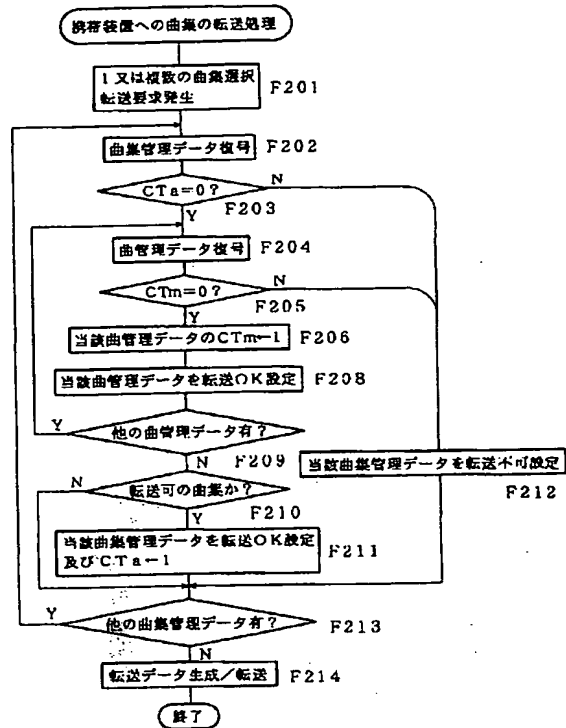 携帯装置への曲集の転送処理
1又は複数の曲集選択
転送要求発生
F201
曲集管理データ復号 F202
CTa=0? N
F203
Y
曲管理データ復号 F204
CTm=0? N
F205
Y
当該曲管理データのCTm←1 F206
当該曲管理データを転送OK設定 F208
Y 他の曲管理データ有?
N F209
当該曲集管理データを転送不可設定
F212
N 転送可の曲集か?
Y F210
当該曲集管理データを転送OK設定
及びCTa←1
F211
Y 他の曲集管理データ有? F213
N
転送データ生成/転送 F214
終了